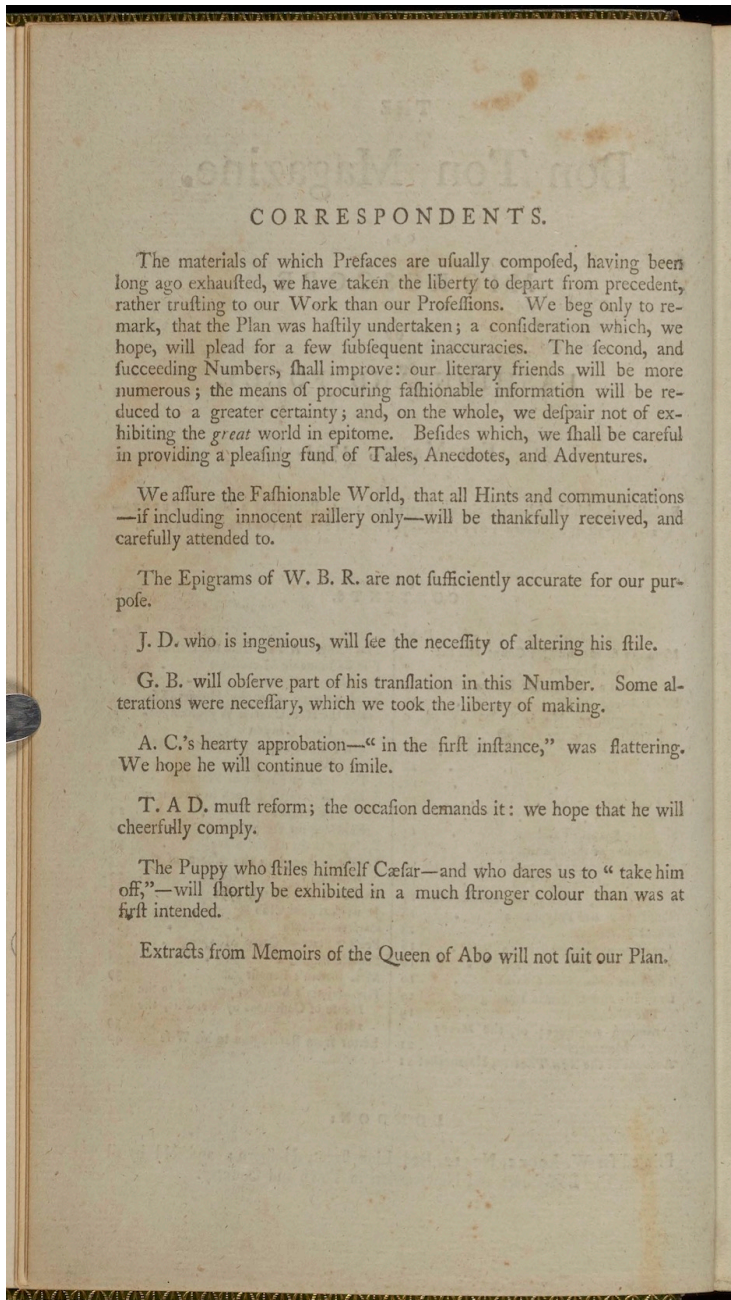 CORRESPONDENTS.
The materials of which Prefaces are uſually compoſed, having been
long ago exhauſted, we have taken the liberty to depart from precedent,
rather truſting to our Work than our Profeſſions. We beg only to re-
mark, that the Plan was haſtily undertaken; a conſideration which, we
hope, will plead for a few ſubſequent inaccuracies. The ſecond, and
ſucceeding Numbers, ſhall improve: our literary friends will be more
numerous; the means of procuring faſhionable information will be re-
duced to a greater certainty; and, on the whole, we deſpair not of ex-
hibiting the great world in epitome. Beſides which, we ſhall be careful
in providing a pleaſing fund of Tales, Anecdotes, and Adventures.
We aſſure the Faſhionable World, that all Hints and communications
—if including innocent raillery only—will be thankfully received, and
carefully attended to.
The Epigrams of W. B. R. are not ſufficiently accurate for our pur-
poſe.
J. D. who is ingenious, will ſee the neceſſity of altering his ſtile.
G. B. will obſerve part of his tranſlation in this Number. Some al-
terations were neceſſary, which we took the liberty of making.
A. C.'s hearty approbation—“ in the firſt inſtance,” was flattering.
We hope he will continue to ſmile.
T. A D. muſt reform; the occaſion demands it: we hope that he will
cheerfully comply.
The Puppy who ſtiles himſelf Cæſar—and who dares us to “ take him
off,”—will ſhortly be exhibited in a much ſtronger colour than was at
firſt intended.
Extracts from Memoirs of the Queen of Abo will not ſuit our Plan.